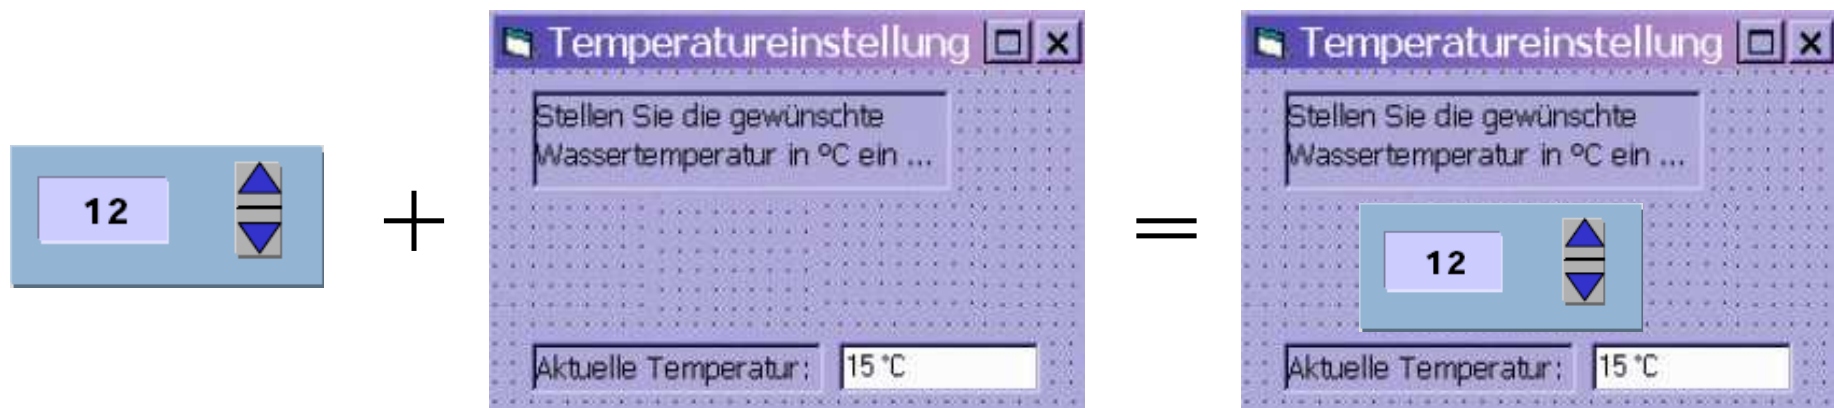 12
+
Temperatureinstellung
Stellen Sie die gewünschte
Wassertemperatur in °C ein ...
Aktuelle Temperatur:
15 °C
=
Temperatureinstellung
Stellen Sie die gewünschte
Wassertemperatur in °C ein ...
12
Aktuelle Temperatur:
15 °C